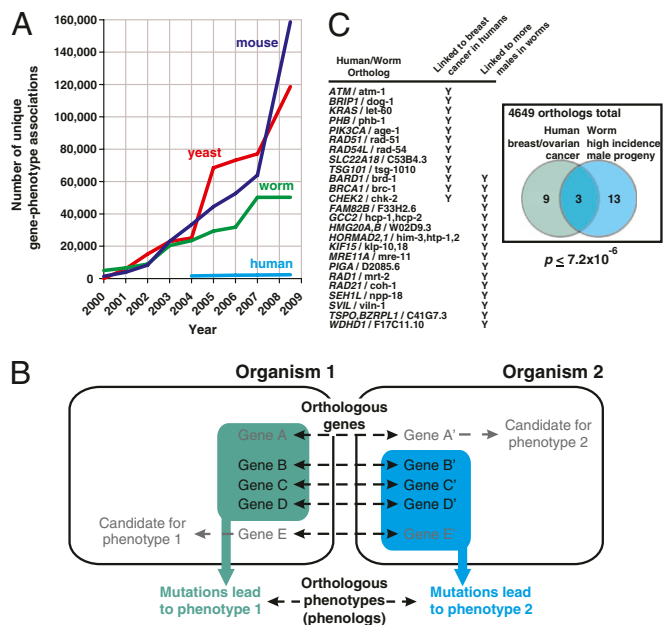 A
Number of unique
gene-phenotype associations
160,000
140,000
120,000
100,000
80,000
60,000
40,000
20,000
0
mouse
yeast
worm
human
2000
2001
2002
2003
2004
2005
2006
2007
2008
2009
Year
C
Human/Worm
Ortholog
Linked to breast
cancer in humans
Linked to more
males in worms
ATM / atm-1 Y
BRIP1 / dog-1 Y
KRAS / let-60 Y
PHB / phb-1 Y
PIK3CA / age-1 Y
RAD51 / rad-51 Y
RAD54L / rad-54 Y
SLC22A18 / C53B4.3 Y
TSG101 / tsg-1010 Y
BARD1 / brd-1 Y Y
BRCA1 / brc-1 Y Y
CHEK2 / chk-2 Y Y
FAM82B / F33H2.6 Y
GCC2 / hcp-1,hcp-2 Y
HMG20A,B / W02D9.3 Y
HORMAD2,1 / him-3,htp-1,2 Y
KIF15 / klp-10,18 Y
MRE11A / mre-11 Y
PIGA / D2085.6 Y
RAD1 / mrt-2 Y
RAD21 / coh-1 Y
SEH1L / npp-18 Y
SVIL / viln-1 Y
TSPO,BZRPL1 / C41G7.3 Y
WDHD1 / F17C11.10 Y
4649 orthologs total
Human
breast/ovarian
cancer
Worm
high incidence
male progeny
9 3 13
p ≤ 7.2x10-6
B
Organism 1
Organism 2
Orthologous
genes
Gene A
Gene A'
Candidate for
phenotype 2
Gene B
Gene B'
Gene C
Gene C'
Gene D
Gene D'
Candidate for
phenotype 1
Gene E
Gene E'
Mutations lead
to phenotype 1
Orthologous
phenotypes
(phenologs)
Mutations lead
to phenotype 2